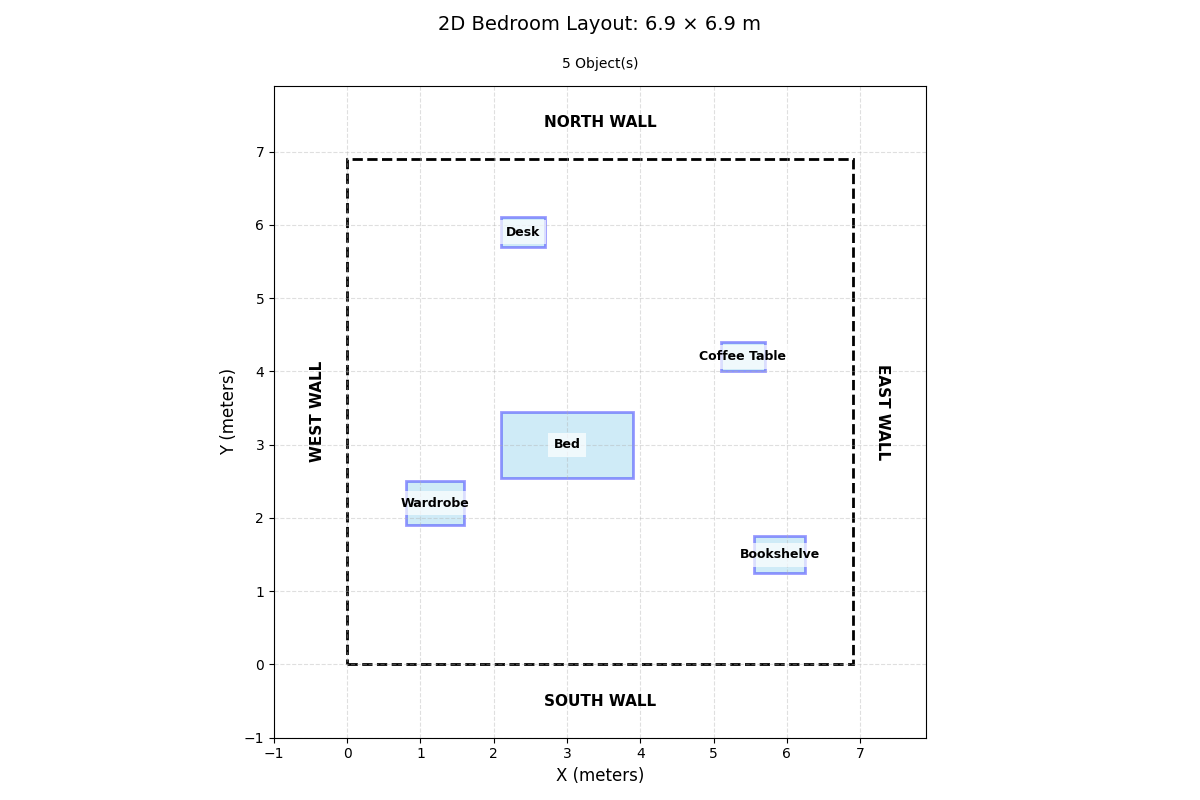 2D Bedroom Layout: 6.9 × 6.9 m
5 Object(s)
NORTH WALL
7
Desk
6
5
Coffee Table
4
WEST WALL
EAST WALL
Y (meters)
Bed
3
Wardrobe
2
Bookshelve
1
0
SOUTH WALL
−1
−1 0 1 2 3 4 5 6 7
X (meters)